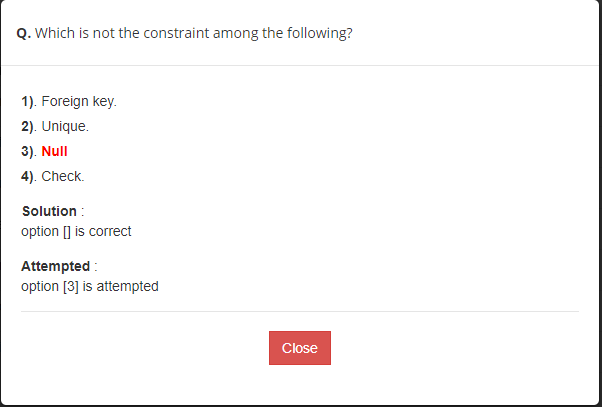 Q. Which is not the constraint among the following?
1). Foreign key.
2). Unique.
3). Null
4). Check.
Solution :
option [] is correct
Attempted :
option [3] is attempted
Close